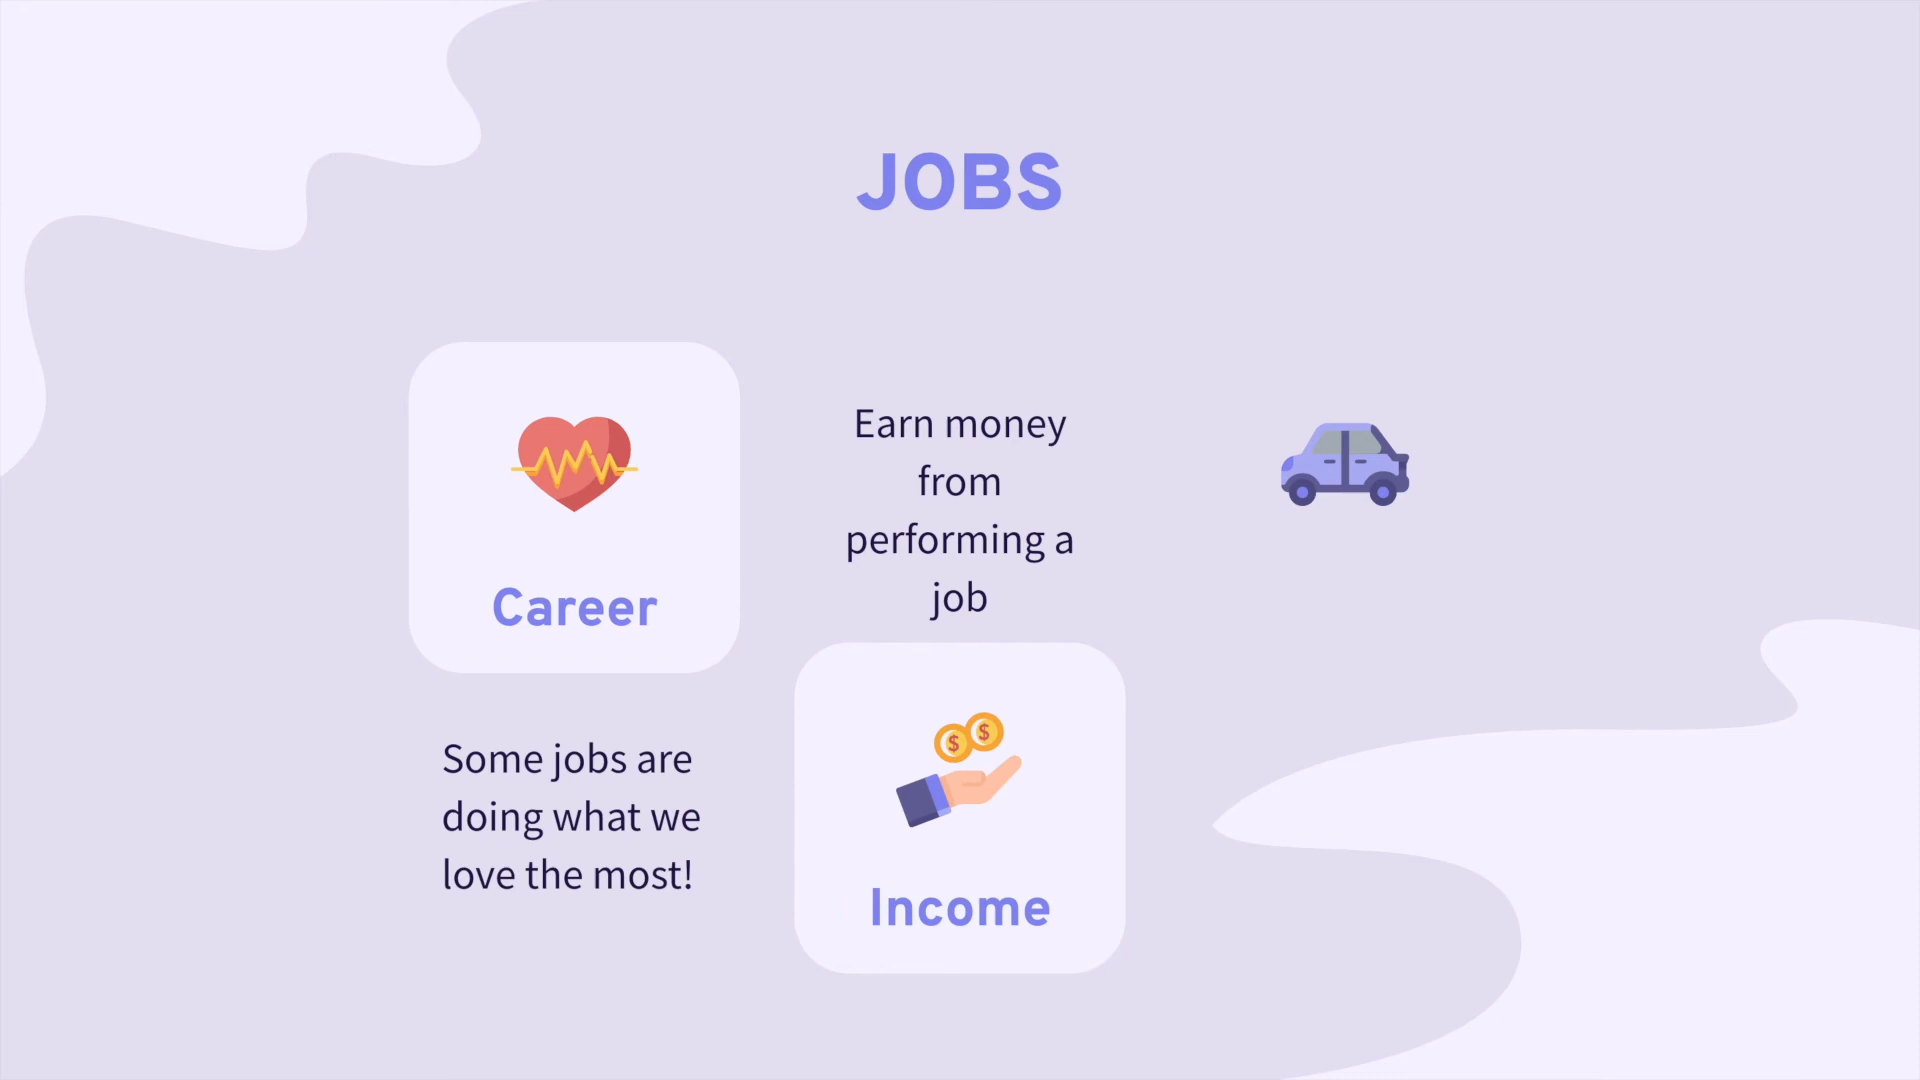 JOBS
Career
Some jobs are
doing what we
love the most!
Earn money
from
performing a
job
$ $
Income